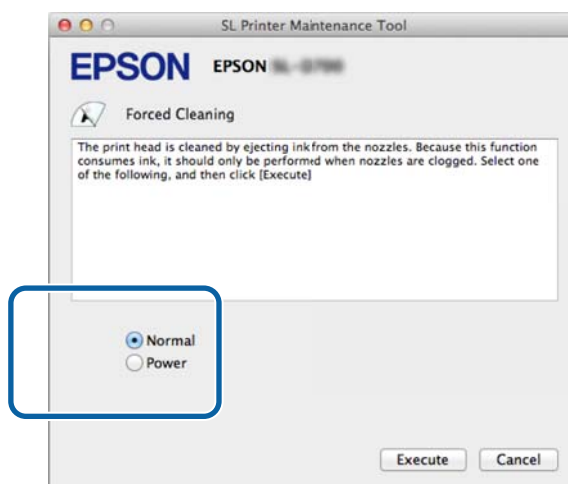 SL Printer Maintenance Tool
EPSON EPSON
Forced Cleaning
The print head is cleaned by ejecting ink from the nozzles. Because this function
consumes ink, it should only be performed when nozzles are clogged. Select one
of the following, and then click [Execute]
Normal
Power
Execute Cancel